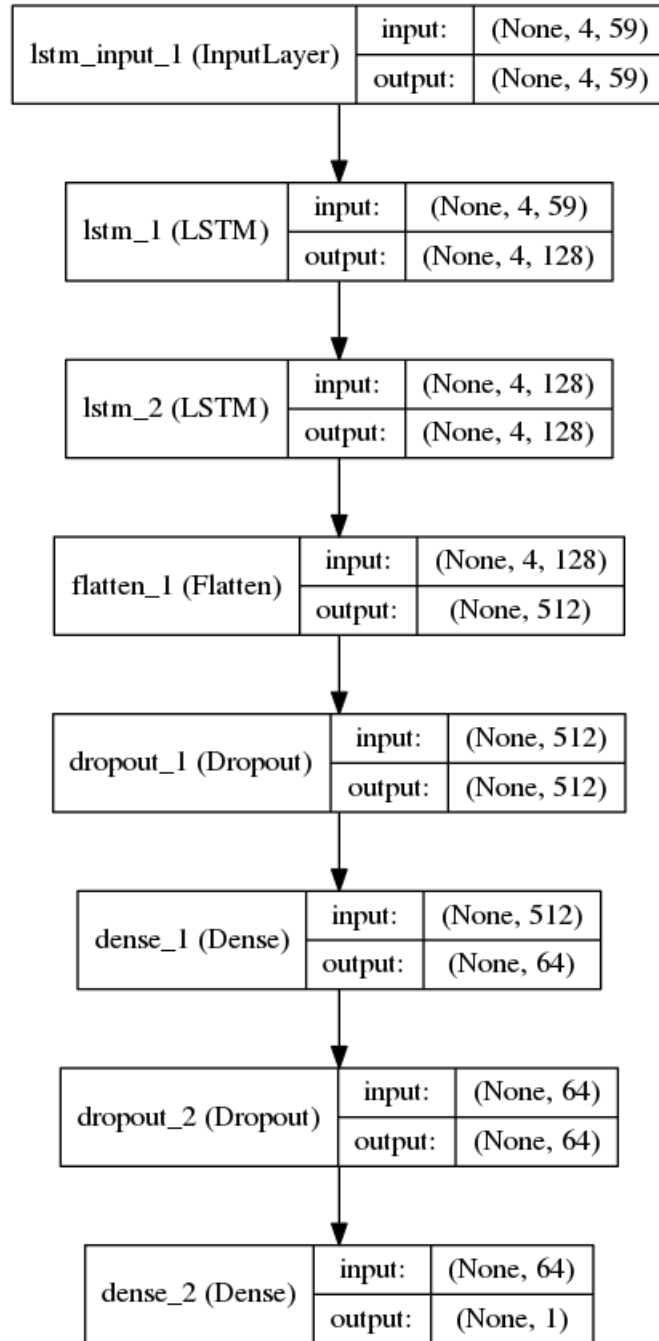 lstm_input_1 (InputLayer)
input: (None, 4, 59)
output: (None, 4, 59)
lstm_1 (LSTM)
input: (None, 4, 59)
output: (None, 4, 128)
lstm_2 (LSTM)
input: (None, 4, 128)
output: (None, 4, 128)
flatten_1 (Flatten)
input: (None, 4, 128)
output: (None, 512)
dropout_1 (Dropout)
input: (None, 512)
output: (None, 512)
dense_1 (Dense)
input: (None, 512)
output: (None, 64)
dropout_2 (Dropout)
input: (None, 64)
output: (None, 64)
dense_2 (Dense)
input: (None, 64)
output: (None, 1)